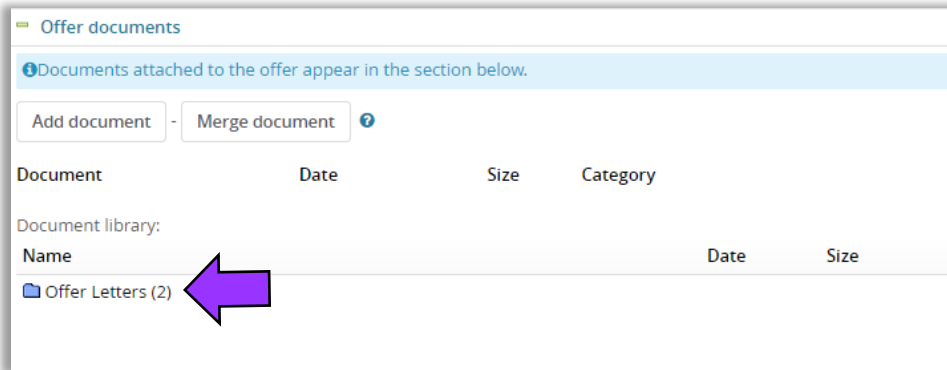 Offer documents
Documents attached to the offer appear in the section below.
Add document - Merge document
Document Date Size Category
Document library:
Name Date Size
Offer Letters (2)